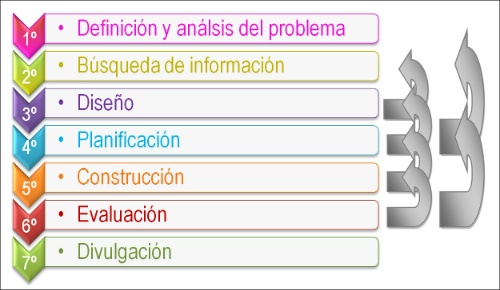 1º • Definición y análsis del problema
2º • Búsqueda de información
3º • Diseño
4º • Planificación
5º • Construcción
6º • Evaluación
7º • Divulgación